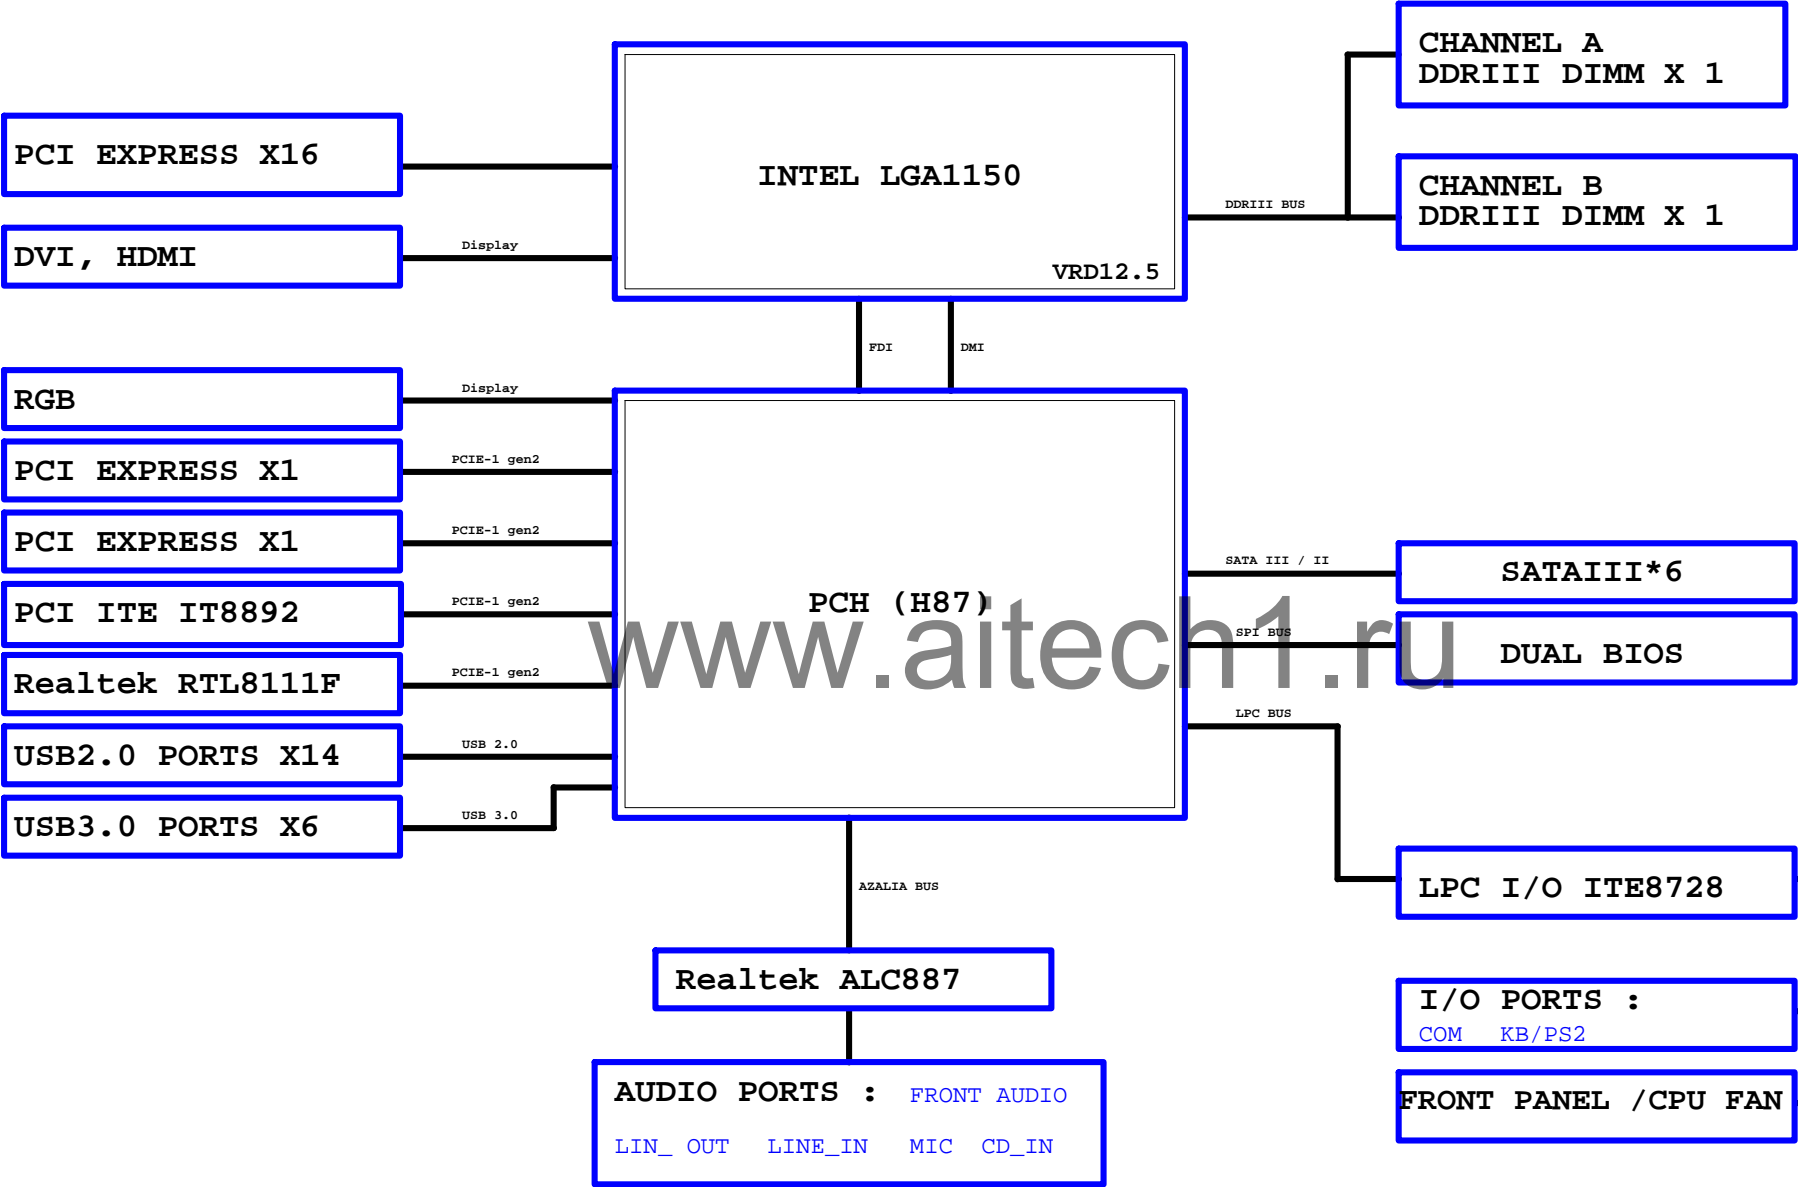 CHANNEL A
DDRIII DIMM X 1
PCI EXPRESS X16
INTEL LGA1150
CHANNEL B
DDRIII DIMM X 1
DDRIII BUS
DVI, HDMI
Display
VRD12.5
FDI
DMI
RGB
Display
PCI EXPRESS X1
PCIE-1 gen2
PCI EXPRESS X1
PCIE-1 gen2
SATA III / II
SATAIII*6
PCI ITE IT8892
PCIE-1 gen2
PCH (H87)
www.aitech1.ru
SPI BUS
DUAL BIOS
Realtek RTL8111F
PCIE-1 gen2
LPC BUS
USB2.0 PORTS X14
USB 2.0
USB3.0 PORTS X6
USB 3.0
AZALIA BUS
LPC I/O ITE8728
Realtek ALC887
I/O PORTS :
COM KB/PS2
AUDIO PORTS : FRONT AUDIO
LIN_ OUT LINE_IN MIC CD_IN
FRONT PANEL /CPU FAN